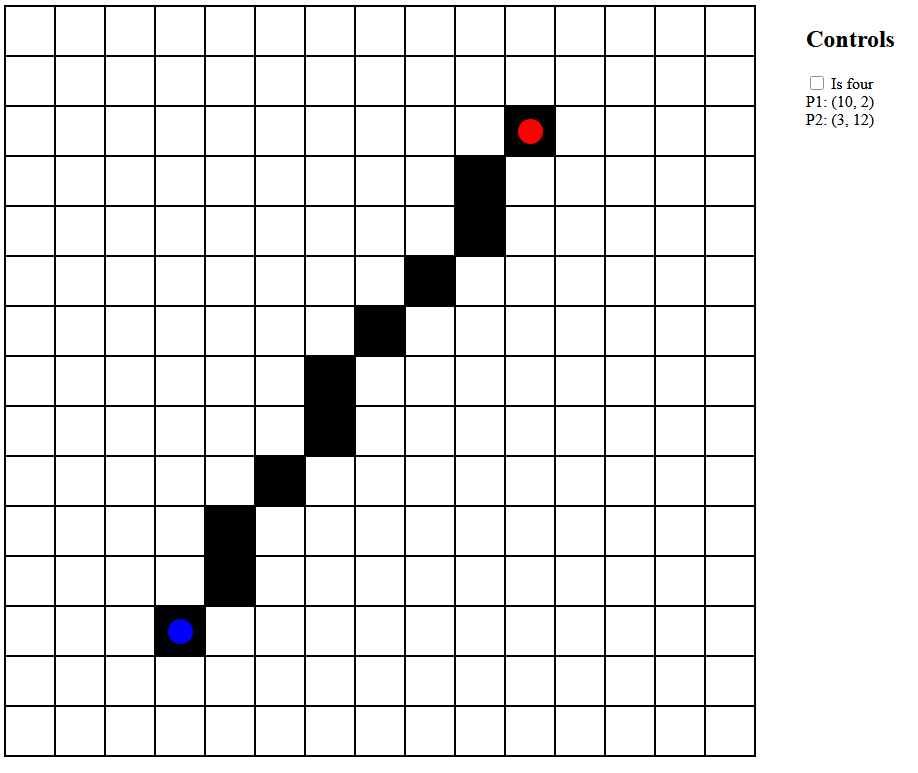 Controls
Is four
P1: (10, 2)
P2: (3, 12)